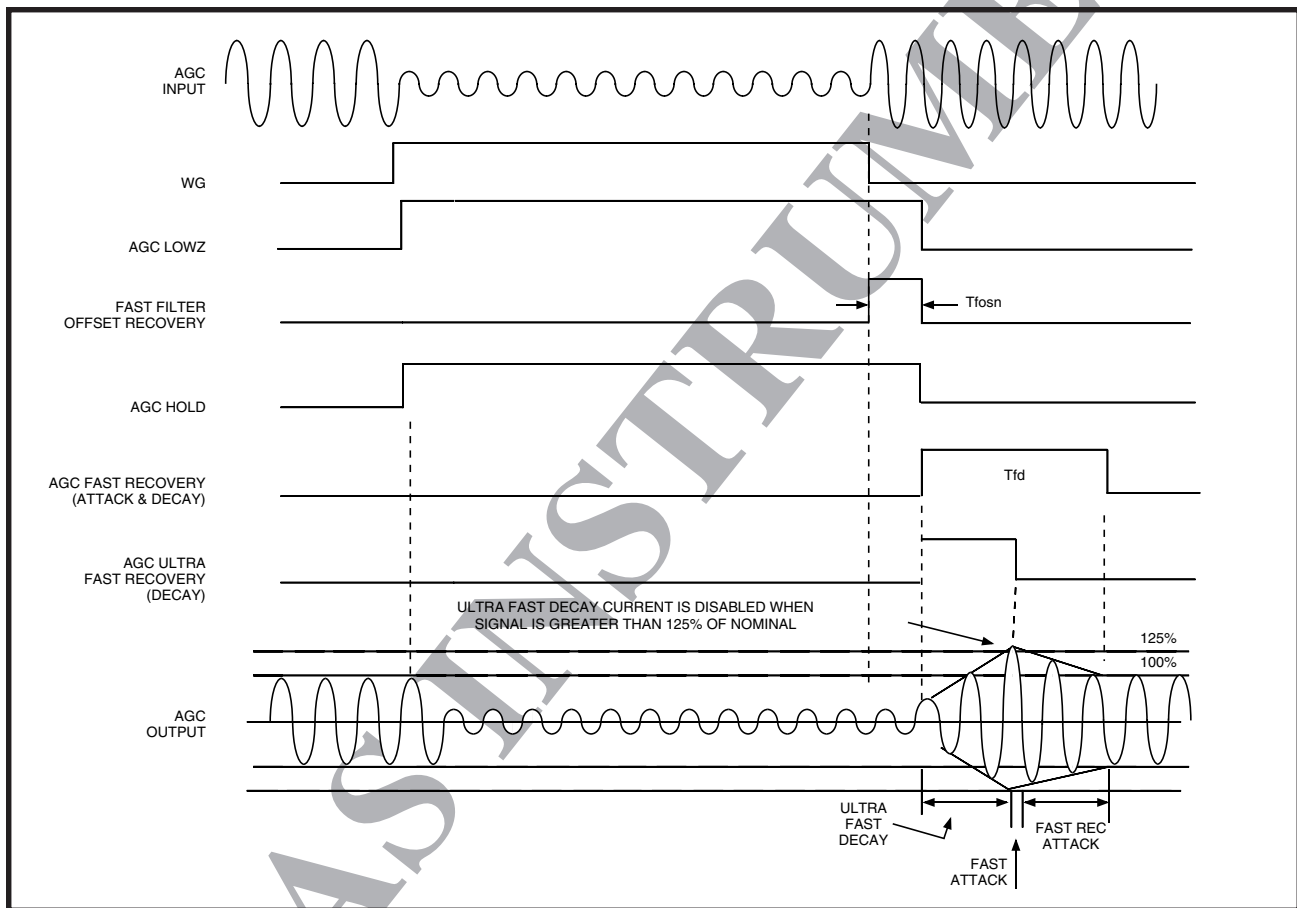 AGC
INPUT
WG
AGC LOWZ
FAST FILTER
OFFSET RECOVERY
Tfosn
AGC HOLD
AGC FAST RECOVERY
(ATTACK & DECAY)
Tfd
AGC ULTRA
FAST RECOVERY
(DECAY)
ULTRA FAST DECAY CURRENT IS DISABLED WHEN
SIGNAL IS GREATER THAN 125% OF NOMINAL
125%
100%
AGC
OUTPUT
ULTRA
FAST
DECAY
FAST REC
ATTACK
FAST
ATTACK
AS INSTRUME